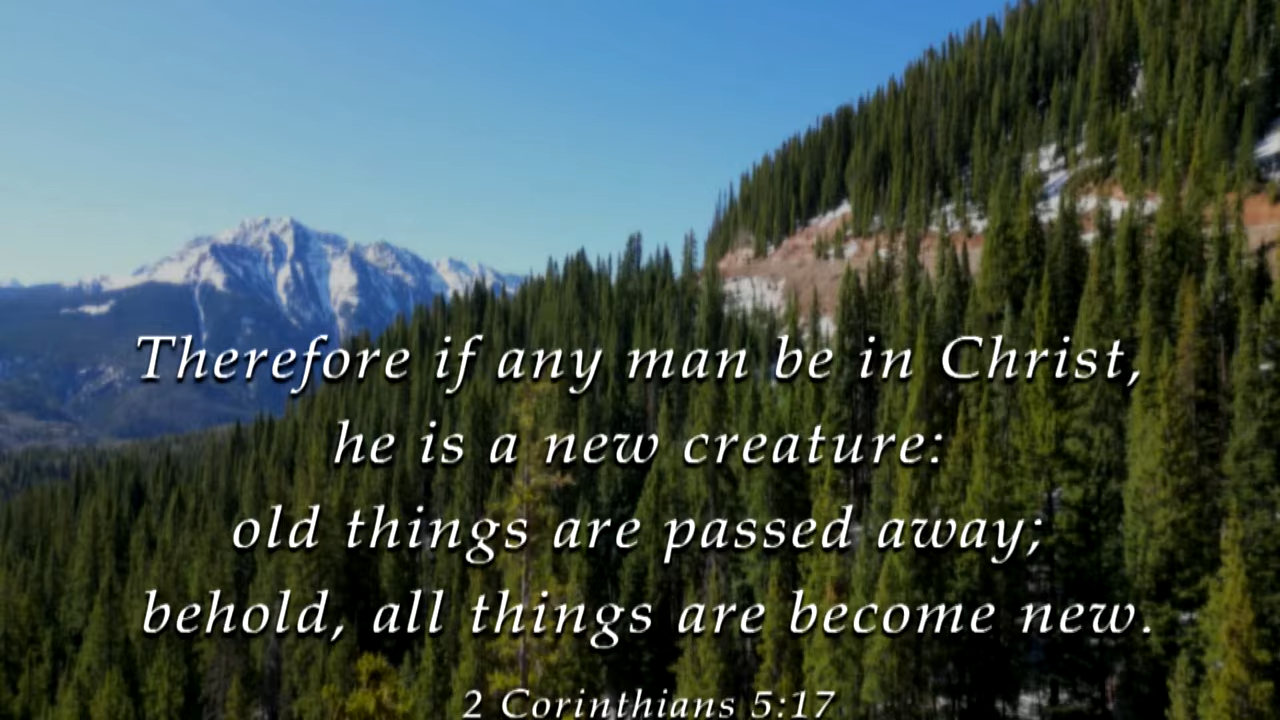 Therefore if any man be in Christ,
he is a new creature:
old things are passed away;
behold, all things are become new.
2 Corinthians 5:17